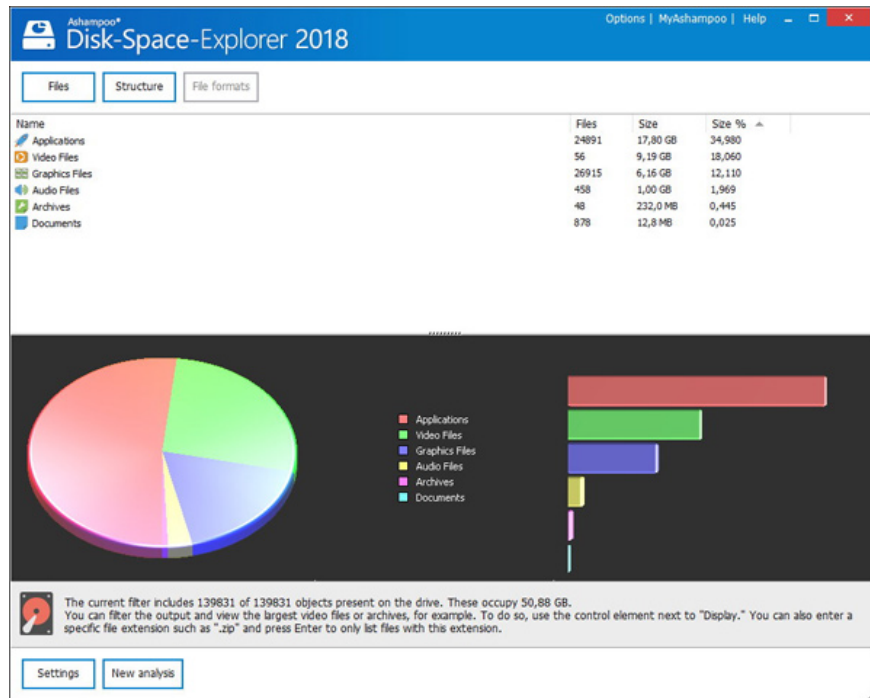 Ashampoo®
Disk-Space-Explorer 2018
Options | MyAshampoo | Help
Files Structure File formats
Name Files Size Size %
Applications 24891 17,80 GB 34,980
Video Files 56 9,19 GB 18,060
Graphics Files 26915 6,16 GB 12,110
Audio Files 458 1,00 GB 1,969
Archives 48 232,0 MB 0,445
Documents 878 12,8 MB 0,025
Applications
Video Files
Graphics Files
Audio Files
Archives
Documents
The current filter includes 139831 of 139831 objects present on the drive. These occupy 50,88 GB.
You can filter the output and view the largest video files or archives, for example. To do so, use the control element next to "Display." You can also enter a
specific file extension such as ".zip" and press Enter to only list files with this extension.
Settings New analysis